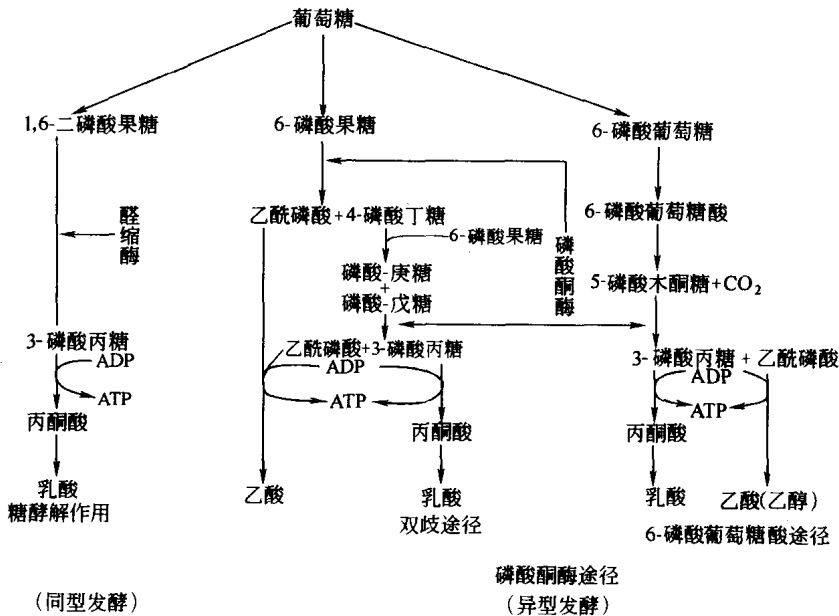 葡萄糖
1,6-二磷酸果糖
6-磷酸果糖
6-磷酸葡萄糖
醛缩酶
乙酰磷酸+4-磷酸丁糖
6-磷酸果糖
磷酸酮酶
6-磷酸葡萄糖酸
磷酸-庚糖
+
磷酸-戊糖
5-磷酸木酮糖+CO₂
3-磷酸丙糖
ADP
ATP
丙酮酸
乳酸
糖酵解作用
乙酰磷酸+3-磷酸丙糖
ADP
ATP
丙酮酸
乙酸
乳酸
双歧途径
3-磷酸丙糖+乙酰磷酸
ADP
ATP
丙酮酸
乳酸
乙酸(乙醇)
6-磷酸葡萄糖酸途径
(同型发酵)
磷酸酮酶途径
(异型发酵)